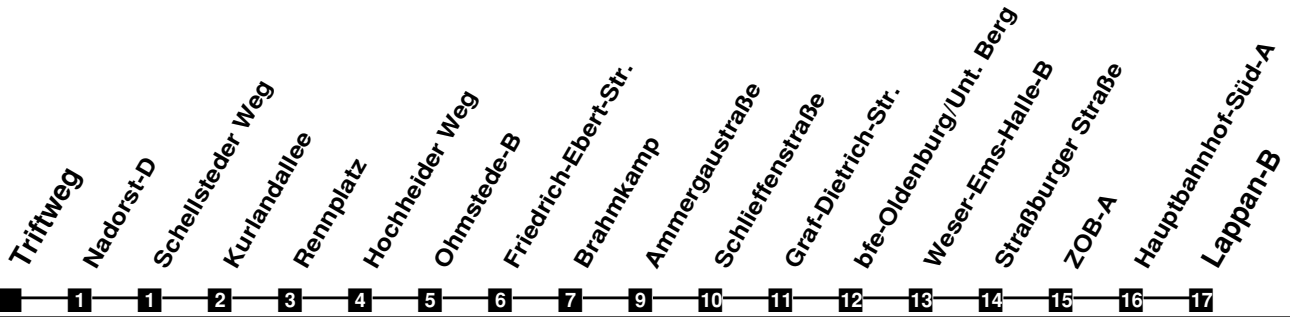 Triftweg
Nadorst-D
Schellsteder Weg
Kurlandallee
Rennplatz
Hochheider Weg
Ohmstede-B
Friedrich-Ebert-Str.
Brahmkamp
Ammergaustraße
Schlieffenstraße
Graf-Dietrich-Str.
bfe-Oldenburg/Unt. Berg
Weser-Ems-Halle-B
Straßburger Straße
ZOB-A
Hauptbahnhof-Süd-A
Lappan-B
1 1 2 3 4 5 6 7 9 10 11 12 13 14 15 16 17